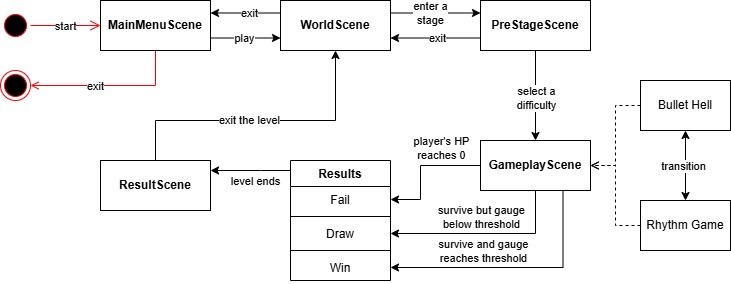 start
MainMenuScene
exit
play
WorldScene
enter a
stage
exit
PreStageScene
exit
select a
difficulty
Bullet Hell
exit the level
player's HP
reaches 0
GameplayScene
transition
ResultScene
level ends
Results
Fail
survive but gauge
below threshold
Rhythm Game
Draw
survive and gauge
reaches threshold
Win